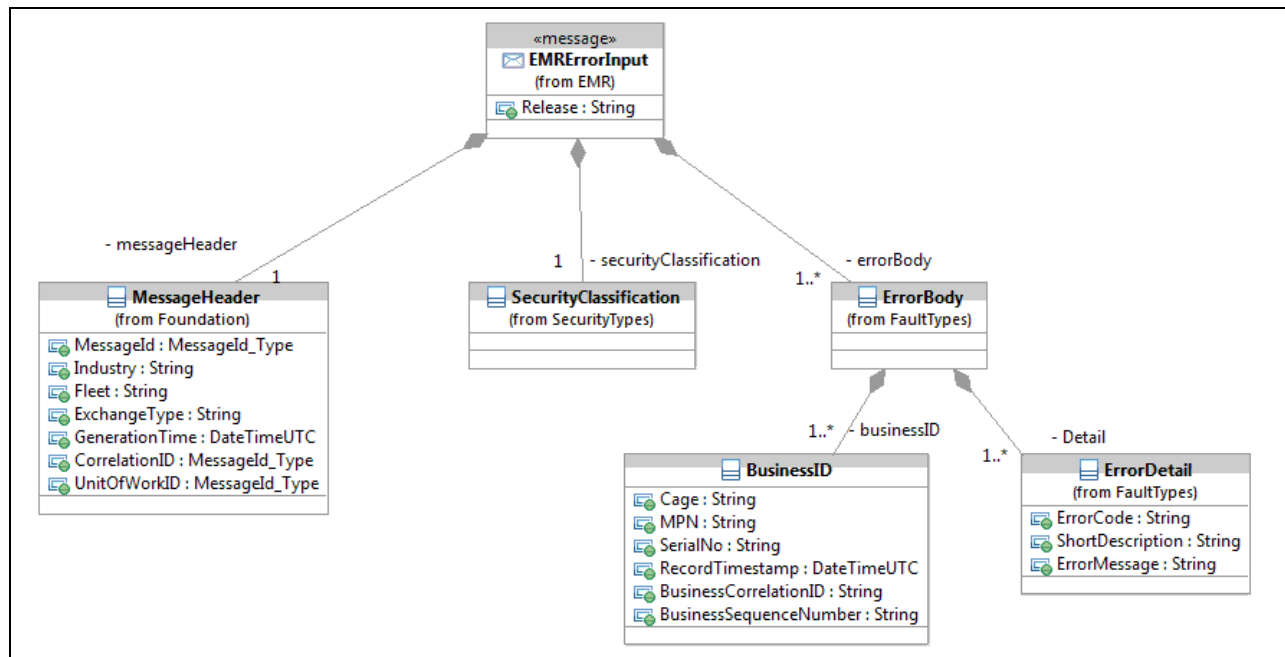 «message»
EMRErrorInput
(from EMR)
Release : String
- messageHeader
1
1
- securityClassification
- errorBody
1..*
MessageHeader
(from Foundation)
MessageId : MessageId_Type
Industry : String
Fleet : String
ExchangeType : String
GenerationTime : DateTimeUTC
CorrelationID : MessageId_Type
UnitOfWorkID : MessageId_Type
SecurityClassification
(from SecurityTypes)
ErrorBody
(from FaultTypes)
1..*
- businessID
- Detail
1..*
BusinessID
Cage : String
MPN : String
SerialNo : String
RecordTimestamp : DateTimeUTC
BusinessCorrelationID : String
BusinessSequenceNumber : String
ErrorDetail
(from FaultTypes)
ErrorCode : String
ShortDescription : String
ErrorMessage : String